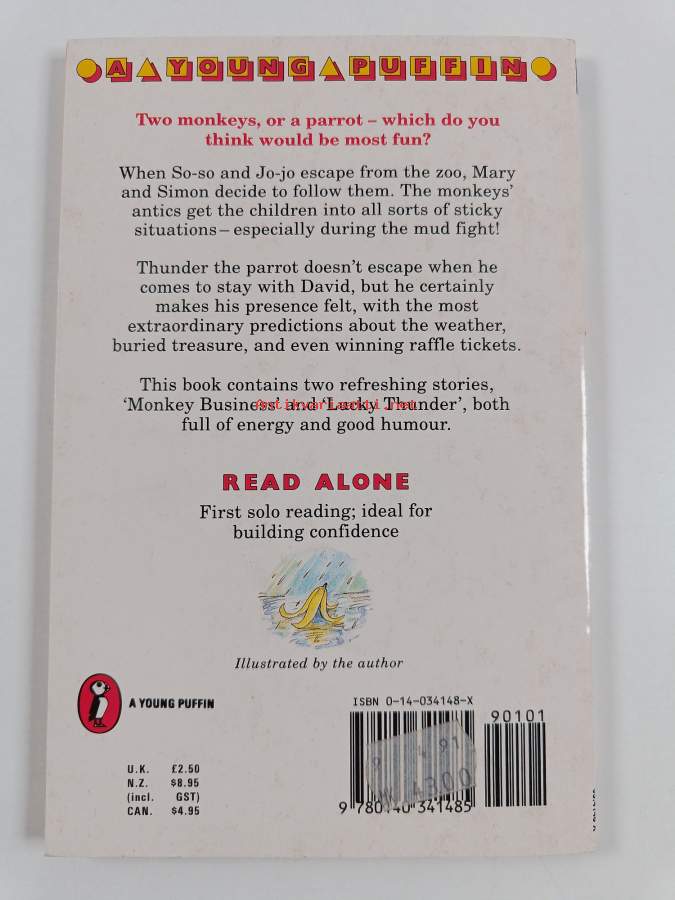 A YOUNG PUFFIN
Two monkeys, or a parrot – which do you
think would be most fun?
When So-so and Jo-jo escape from the zoo, Mary
and Simon decide to follow them. The monkeys'
antics get the children into all sorts of sticky
situations – especially during the mud fight!
Thunder the parrot doesn't escape when he
comes to stay with David, but he certainly
makes his presence felt, with the most
extraordinary predictions about the weather,
buried treasure, and even winning raffle tickets.
This book contains two refreshing stories,
'Monkey Business' and 'Lucky Thunder', both
full of energy and good humour.
READ ALONE
First solo reading; ideal for
building confidence
Illustrated by the author
A YOUNG PUFFIN
U.K. £2.50
N.Z. $8.95
(incl. GST)
CAN. $4.95
ISBN 0-14-034148-X
90101
43.00
9 780140 341485